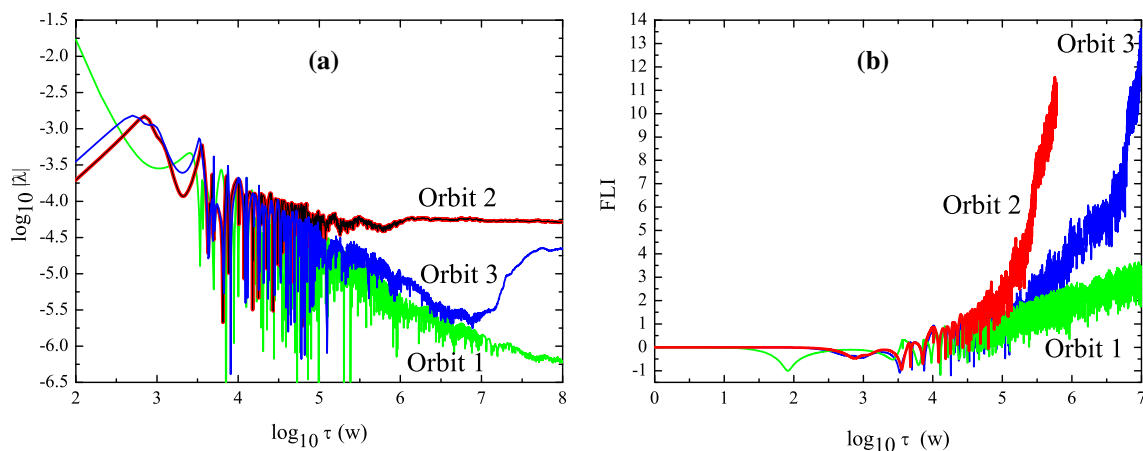 (a)
-1.5
-2.0
-2.5
-3.0
-3.5
-4.0
-4.5
-5.0
-5.5
-6.0
-6.5
log10 |λ|
Orbit 2
Orbit 3
Orbit 1
2 3 4 5 6 7 8
log10 τ (w)
(b)
14
13
12
11
10
9
8
7
6
5
4
3
2
1
0
-1
FLI
Orbit 3
Orbit 2
Orbit 1
0 1 2 3 4 5 6 7
log10 τ (w)